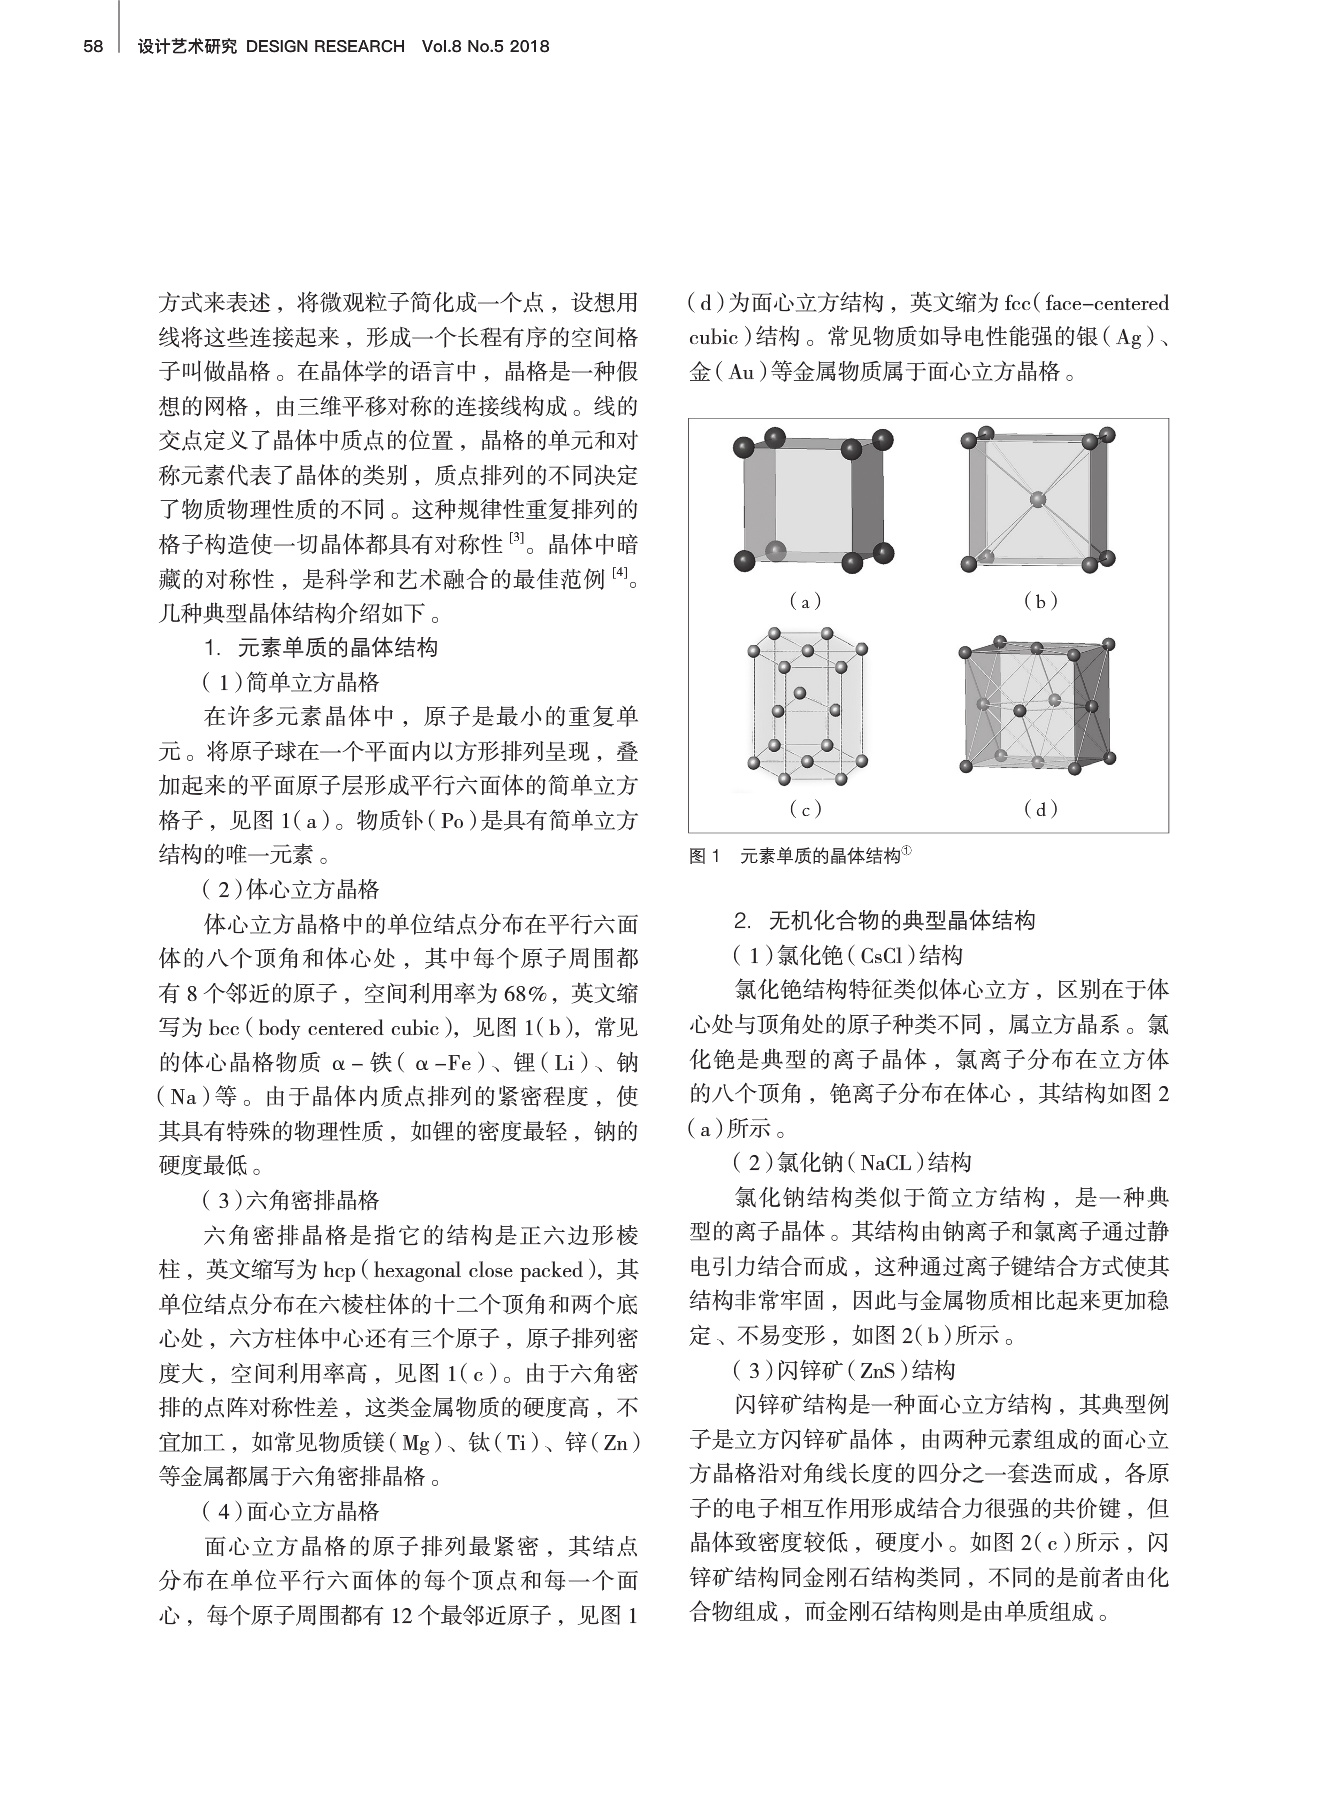 58 设计艺术研究 DESIGN RESEARCH Vol.8 No.5 2018
方式来表述，将微观粒子简化成一个点，设想用
线将这些连接起来，形成一个长程有序的空间格
子叫做晶格。在晶体学的语言中，晶格是一种假
想的网格，由三维平移对称的连接线构成。线的
交点定义了晶体中质点的位置，晶格的单元和对
称元素代表了晶体的类别，质点排列的不同决定
了物质物理性质的不同。这种规律性重复排列的
格子构造使一切晶体都具有对称性[3]。晶体中暗
藏的对称性，是科学和艺术融合的最佳范例[4]。
几种典型晶体结构介绍如下。
1. 元素单质的晶体结构
（1）简单立方晶格
在许多元素晶体中，原子是最小的重复单
元。将原子球在一个平面内以方形排列呈现，叠
加起来的平面原子层形成平行六面体的简单立方
格子，见图 1（a）。物质钋（Po）是具有简单立方
结构的唯一元素。
（2）体心立方晶格
体心立方晶格中的单位结点分布在平行六面
体的八个顶角和体心处，其中每个原子周围都
有 8 个邻近的原子，空间利用率为 68%，英文缩
写为 bcc（body centered cubic），见图 1（b），常见
的体心晶格物质 α – 铁（α –Fe）、锂（Li）、钠
（Na）等。由于晶体内质点排列的紧密程度，使
其具有特殊的物理性质，如锂的密度最轻，钠的
硬度最低。
（3）六角密排晶格
六角密排晶格是指它的结构是正六边形棱
柱，英文缩写为 hcp（hexagonal close packed），其
单位结点分布在六棱柱体的十二个顶角和两个底
心处，六方柱体中心还有三个原子，原子排列密
度大，空间利用率高，见图 1（c）。由于六角密
排的点阵对称性差，这类金属物质的硬度高，不
宜加工，如常见物质镁（Mg）、钛（Ti）、锌（Zn）
等金属都属于六角密排晶格。
（4）面心立方晶格
面心立方晶格的原子排列最紧密，其结点
分布在单位平行六面体的每个顶点和每一个面
心，每个原子周围都有 12 个最邻近原子，见图 1
（d）为面心立方结构，英文缩为 fcc（face–centered
cubic）结构。常见物质如导电性能强的银（Ag）、
金（Au）等金属物质属于面心立方晶格。
（a）
（b）
（c）
（d）
图 1 元素单质的晶体结构①
2. 无机化合物的典型晶体结构
（1）氯化铯（CsCl）结构
氯化铯结构特征类似体心立方，区别在于体
心处与顶角处的原子种类不同，属立方晶系。氯
化铯是典型的离子晶体，氯离子分布在立方体
的八个顶角，铯离子分布在体心，其结构如图 2
（a）所示。
（2）氯化钠（NaCL）结构
氯化钠结构类似于简立方结构，是一种典
型的离子晶体。其结构由钠离子和氯离子通过静
电引力结合而成，这种通过离子键结合方式使其
结构非常牢固，因此与金属物质相比起来更加稳
定、不易变形，如图 2（b）所示。
（3）闪锌矿（ZnS）结构
闪锌矿结构是一种面心立方结构，其典型例
子是立方闪锌矿晶体，由两种元素组成的面心立
方晶格沿对角线长度的四分之一套迭而成，各原
子的电子相互作用形成结合力很强的共价键，但
晶体致密度较低，硬度小。如图 2（c）所示，闪
锌矿结构同金刚石结构类同，不同的是前者由化
合物组成，而金刚石结构则是由单质组成。